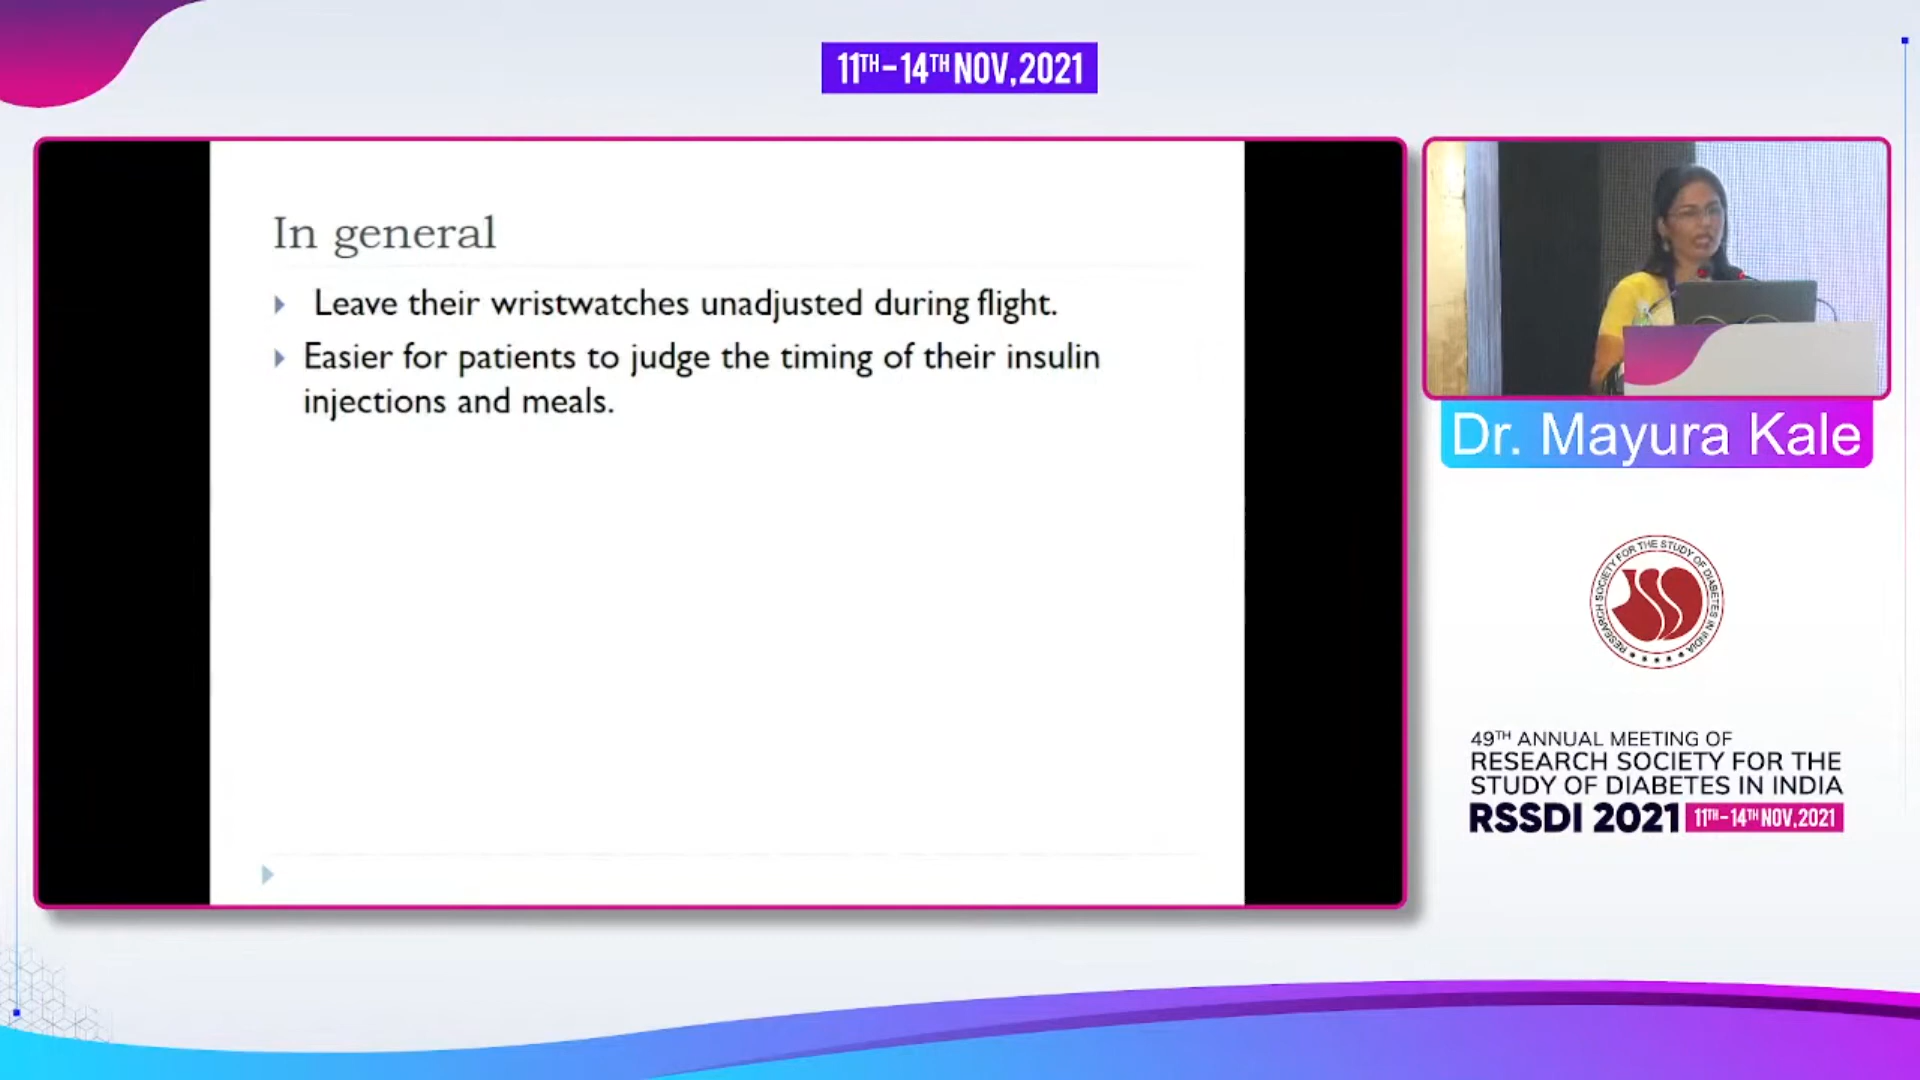 11TH-14TH NOV,2021
In general
Leave their wristwatches unadjusted during flight.
Easier for patients to judge the timing of their insulin
injections and meals.
Dr. Mayura Kale
RESEARCH SOCIETY FOR THE STUDY OF DIABETES IN INDIA
49TH ANNUAL MEETING OF
RESEARCH SOCIETY FOR THE
STUDY OF DIABETES IN INDIA
RSSDI 2021 11TH-14TH NOV,2021